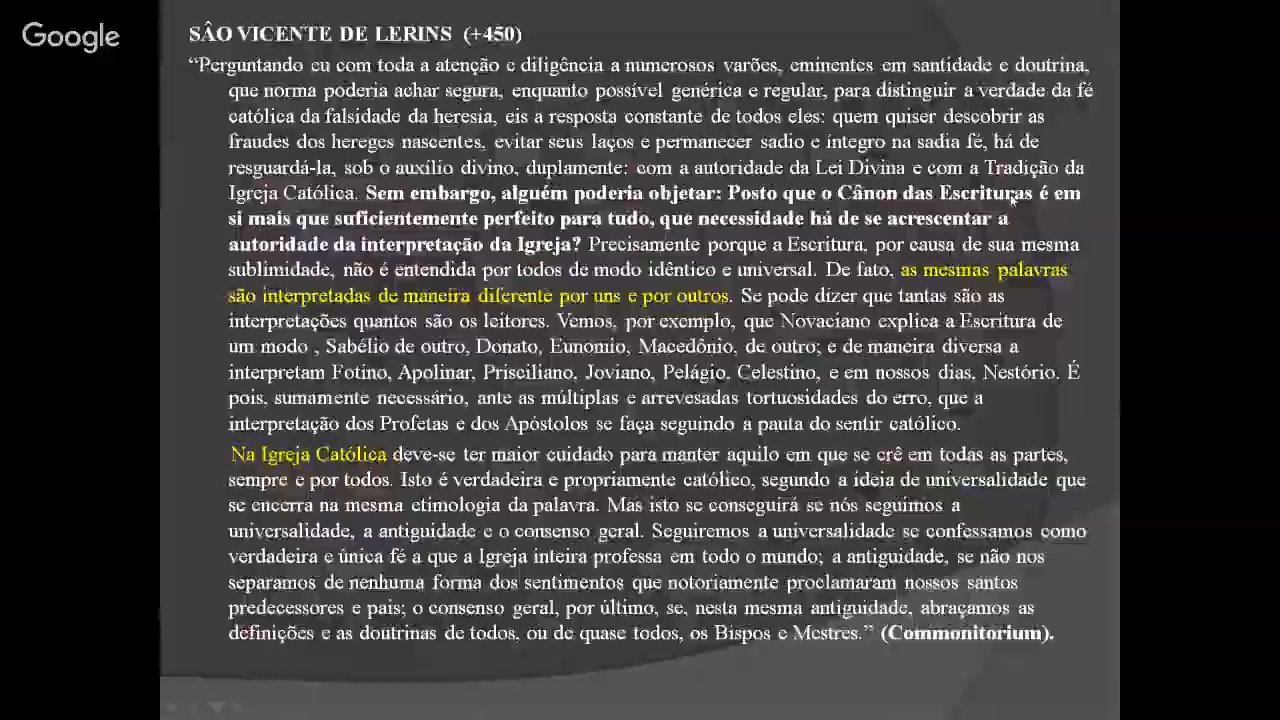 Google
SÂO VICENTE DE LERINS (+450)
“Perguntando eu com toda a atenção e diligência a numerosos varões, eminentes em santidade e doutrina,
que norma poderia achar segura, enquanto possível genérica e regular, para distinguir a verdade da fé
católica da falsidade da heresia, eis a resposta constante de todos eles: quem quiser descobrir as
fraudes dos hereges nascentes, evitar seus laços e permanecer sadio e íntegro na sadia fé, há de
resguardá-la, sob o auxílio divino, duplamente: com a autoridade da Lei Divina e com a Tradição da
Igreja Católica. Sem embargo, alguém poderia objetar: Posto que o Cânon das Escrituras é em
si mais que suficientemente perfeito para tudo, que necessidade há de se acrescentar a
autoridade da interpretação da Igreja? Precisamente porque a Escritura, por causa de sua mesma
sublimidade, não é entendida por todos de modo idêntico e universal. De fato, as mesmas palavras
são interpretadas de maneira diferente por uns e por outros. Se pode dizer que tantas são as
interpretações quantos são os leitores. Vemos, por exemplo, que Novaciano explica a Escritura de
um modo , Sabélio de outro, Donato, Eunomio, Macedônio, de outro; e de maneira diversa a
interpretam Fotino, Apolinar, Prisciliano, Joviano, Pelágio, Celestino, e em nossos dias, Nestório. É
pois, sumamente necessário, ante as múltiplas e arrevesadas tortuosidades do erro, que a
interpretação dos Profetas e dos Apóstolos se faça seguindo a pauta do sentir católico.
Na Igreja Católica deve-se ter maior cuidado para manter aquilo em que se crê em todas as partes,
sempre e por todos. Isto é verdadeira e propriamente católico, segundo a ideia de universalidade que
se encerra na mesma etimologia da palavra. Mas isto se conseguirá se nós seguimos a
universalidade, a antiguidade e o consenso geral. Seguiremos a universalidade se confessamos como
verdadeira e única fé a que a Igreja inteira professa em todo o mundo; a antiguidade, se não nos
separamos de nenhuma forma dos sentimentos que notoriamente proclamaram nossos santos
predecessores e pais; o consenso geral, por último, se, nesta mesma antiguidade, abraçamos as
definições e as doutrinas de todos, ou de quase todos, os Bispos e Mestres.” (Commonitorium).